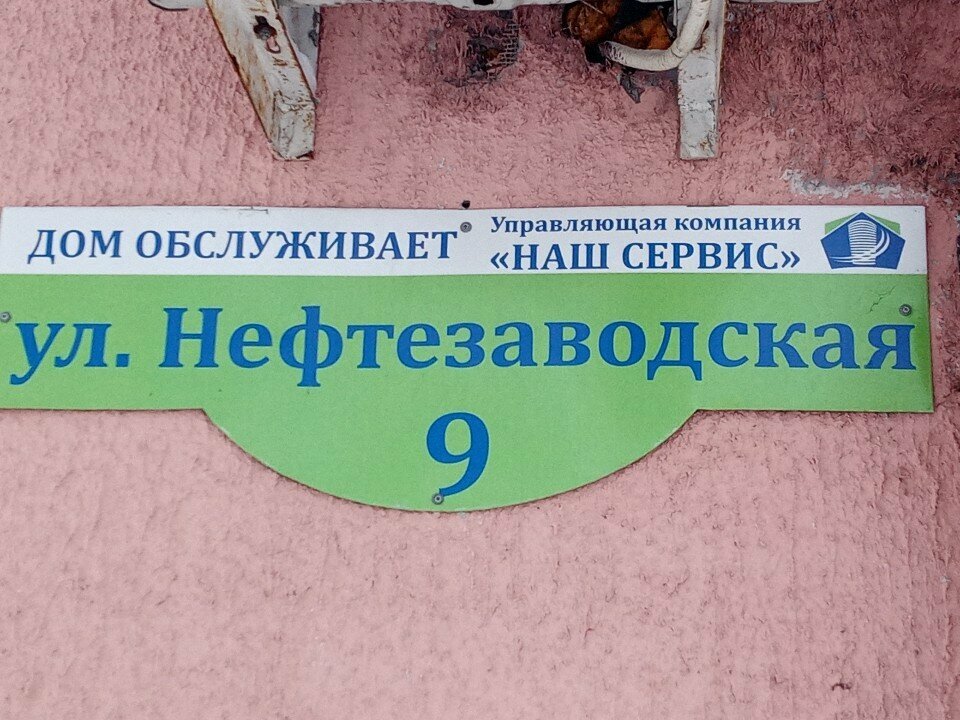 ДОМ ОБСЛУЖИВАЕТ
Управляющая компания
«НАШ СЕРВИС»
ул. Нефтезаводская
9